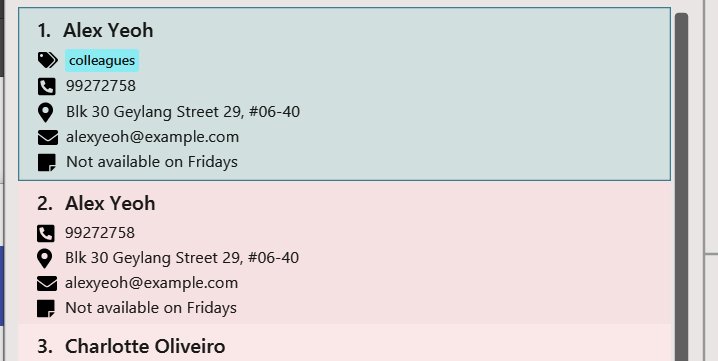 1. Alex Yeoh
colleagues
99272758
Blk 30 Geylang Street 29, #06-40
alexyeoh@example.com
Not available on Fridays
2. Alex Yeoh
99272758
Blk 30 Geylang Street 29, #06-40
alexyeoh@example.com
Not available on Fridays
3. Charlotte Oliveiro